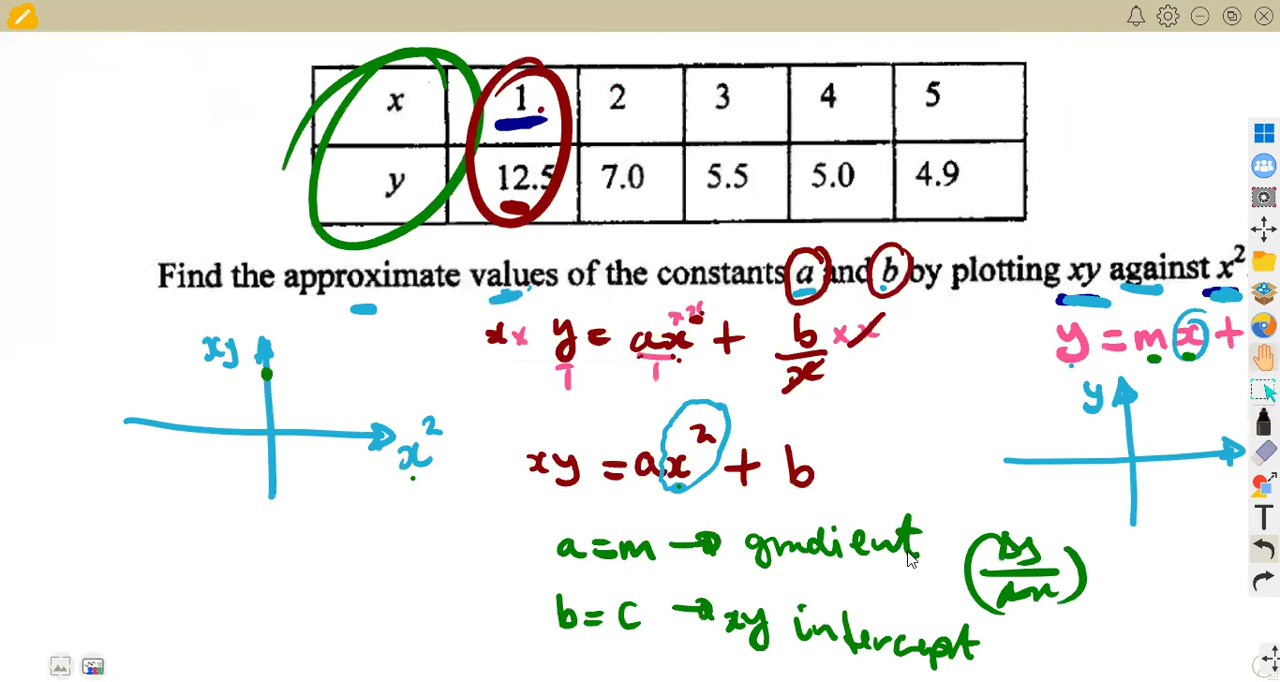 x 1 2 3 4 5
y 12.5 7.0 5.5 5.0 4.9
Find the approximate values of the constants a and b by plotting xy against x²
x × y = ax × x + b/x × x
y = mx +
xy
x²
y
xy = ax² + b
a = m → gradient (Δy/Δx)
b = c → xy intercept
T